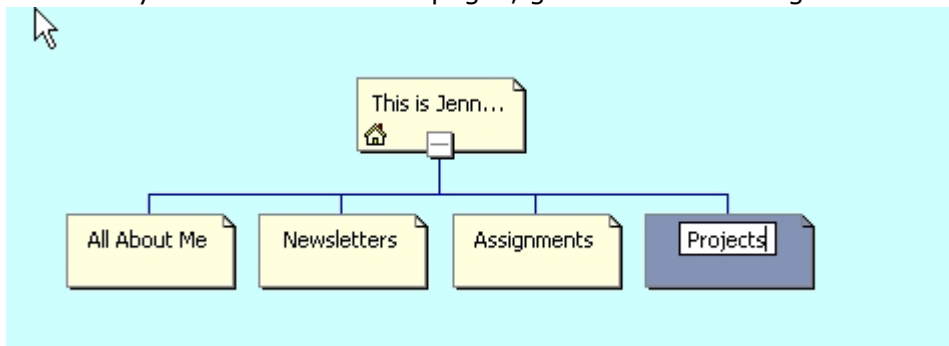 This is Jenn...
All About Me
Newsletters
Assignments
Projects